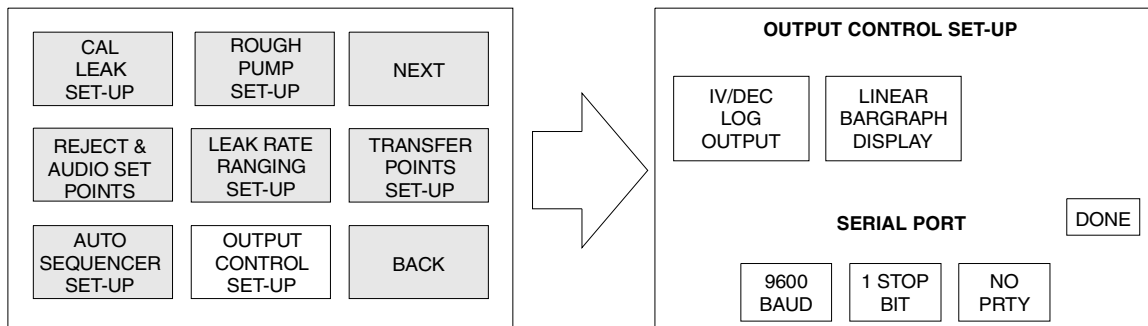 CAL
LEAK
SET-UP
ROUGH
PUMP
SET-UP
NEXT
REJECT &
AUDIO SET
POINTS
LEAK RATE
RANGING
SET-UP
TRANSFER
POINTS
SET-UP
AUTO
SEQUENCER
SET-UP
OUTPUT
CONTROL
SET-UP
BACK
OUTPUT CONTROL SET-UP
IV/DEC
LOG
OUTPUT
LINEAR
BARGRAPH
DISPLAY
SERIAL PORT
DONE
9600
BAUD
1 STOP
BIT
NO
PRTY